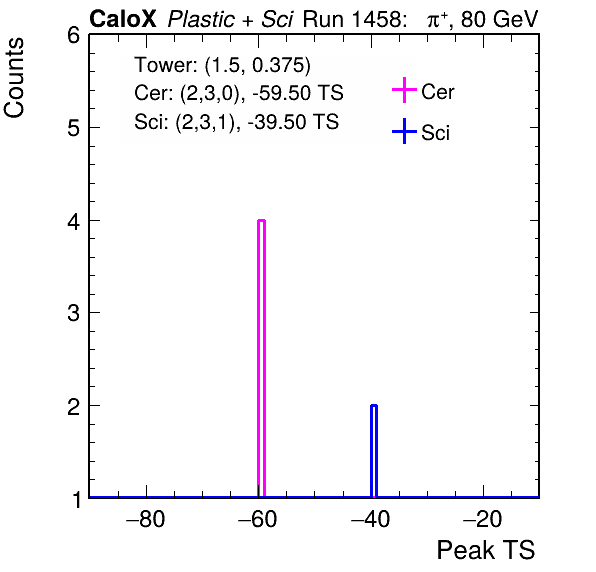 CaloX Plastic + Sci Run 1458: π⁺, 80 GeV
Counts
Tower: (1.5, 0.375)
Cer: (2,3,0), -59.50 TS
Sci: (2,3,1), -39.50 TS
Cer
Sci
6
5
4
3
2
1
−80 −60 −40 −20
Peak TS